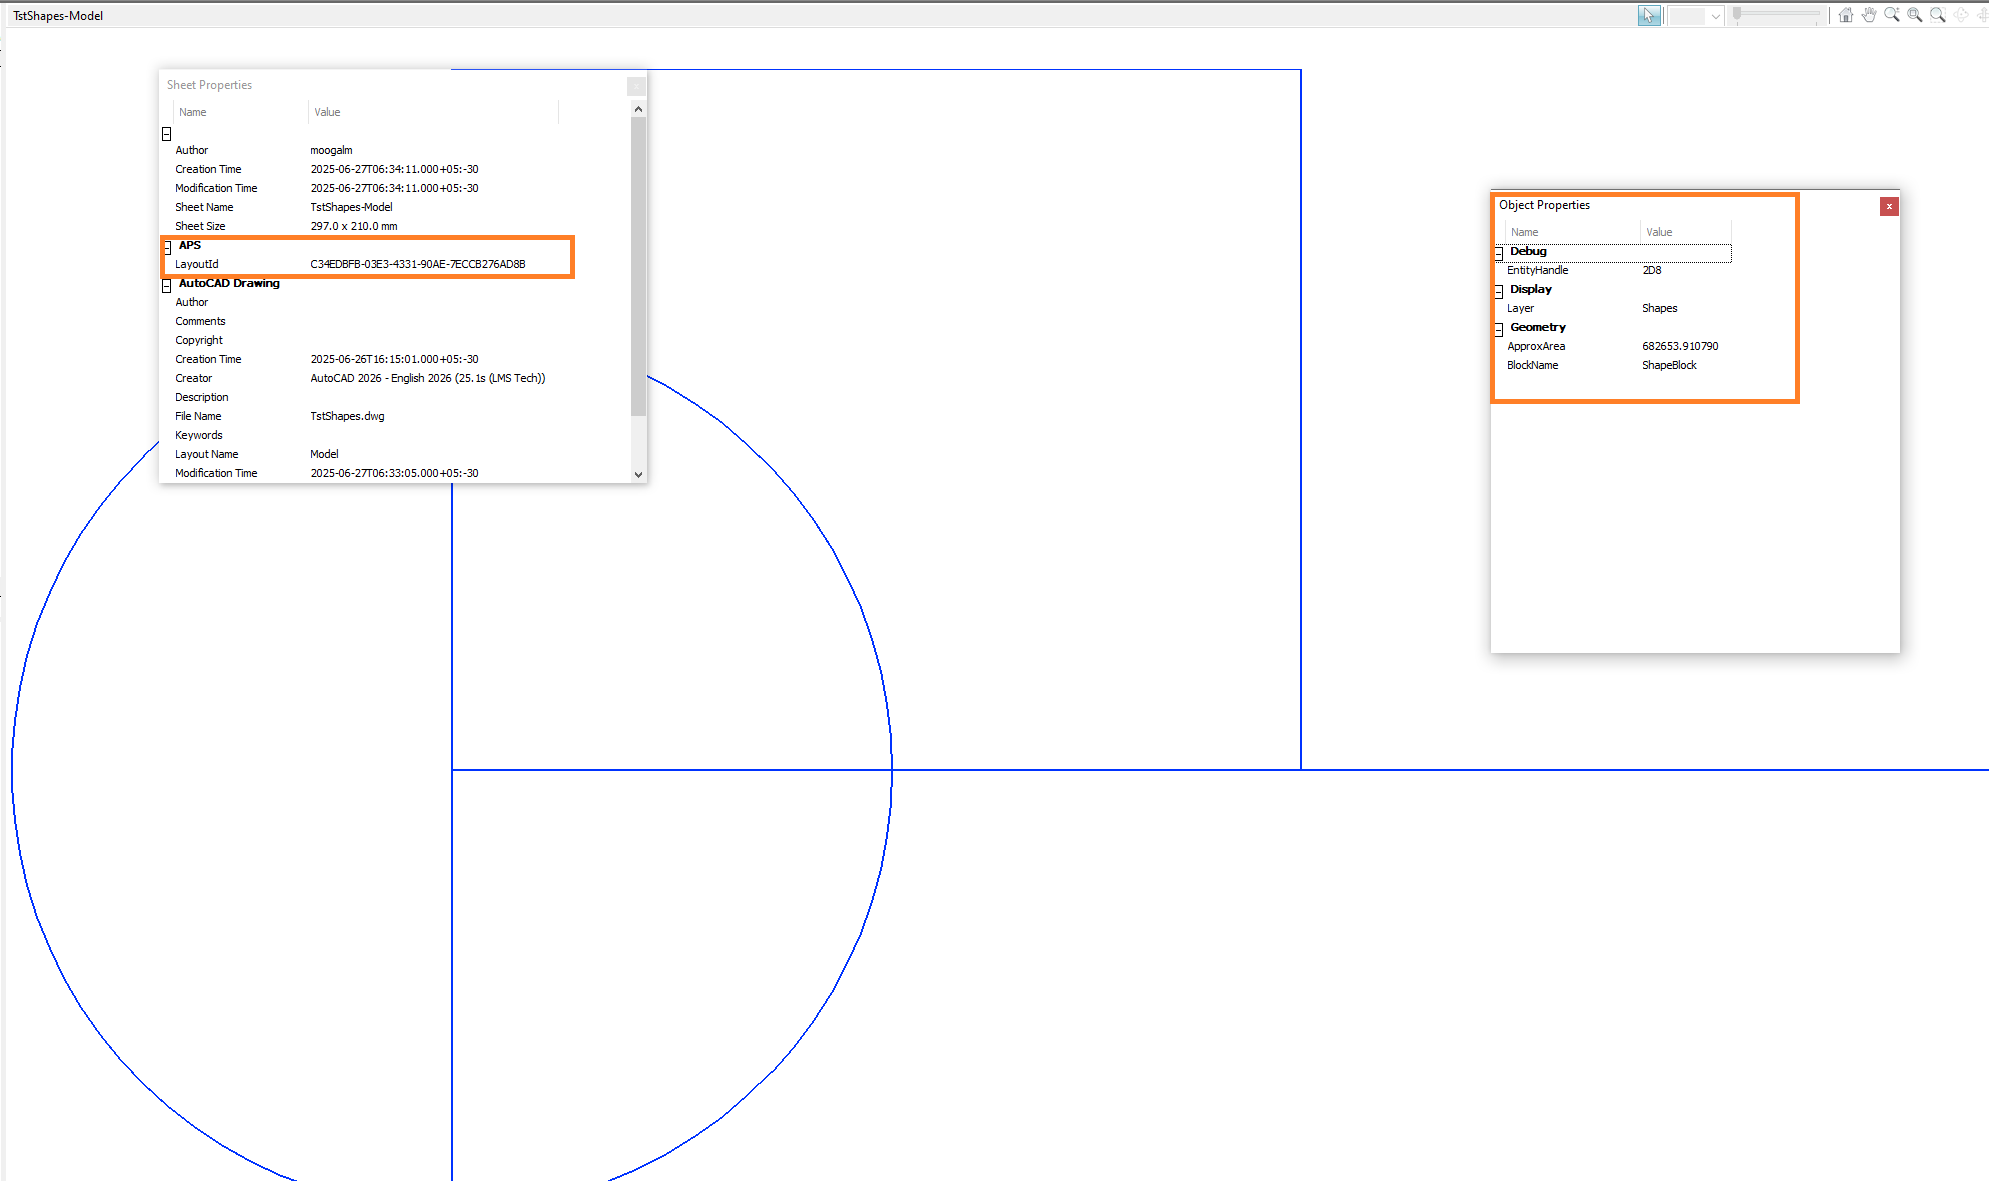 TstShapes-Model
Sheet Properties
Name Value
Author moogalm
Creation Time 2025-06-27T06:34:11.000+05:-30
Modification Time 2025-06-27T06:34:11.000+05:-30
Sheet Name TstShapes-Model
Sheet Size 297.0 x 210.0 mm
APS
LayoutId C34EDBFB-03E3-4331-90AE-7ECCB276AD8B
AutoCAD Drawing
Author
Comments
Copyright
Creation Time 2025-06-26T16:15:01.000+05:-30
Creator AutoCAD 2026 - English 2026 (25.1s (LMS Tech))
Description
File Name TstShapes.dwg
Keywords
Layout Name Model
Modification Time 2025-06-27T06:33:05.000+05:-30
Object Properties
Name Value
Debug
EntityHandle 2D8
Display
Layer Shapes
Geometry
ApproxArea 682653.910790
BlockName ShapeBlock